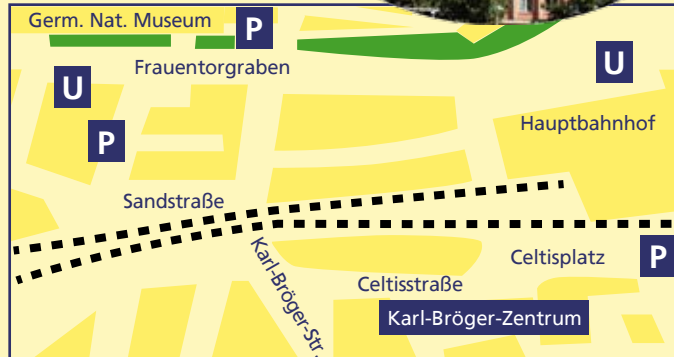 Germ. Nat. Museum
P
Frauentorgraben
U
U
P
Hauptbahnhof
Sandstraße
Karl-Bröger-Str.
Celtisplatz
P
Celtisstraße
Karl-Bröger-Zentrum